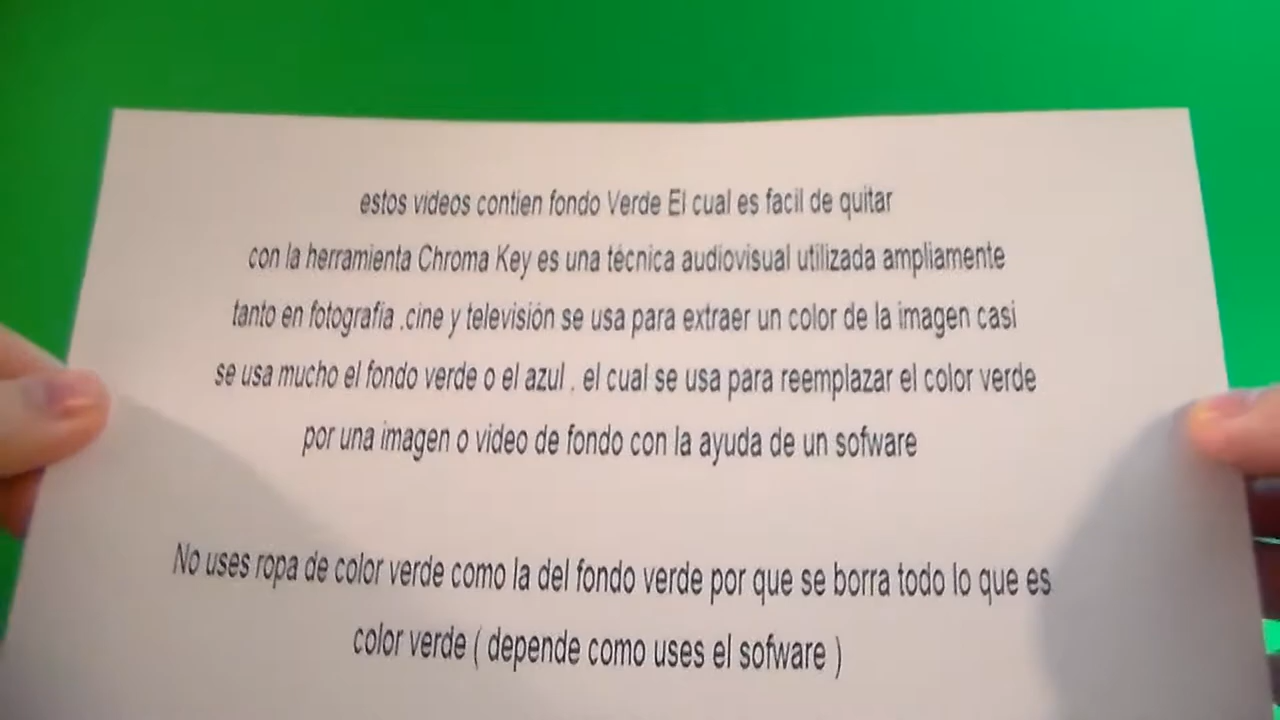 estos videos contien fondo Verde El cual es facil de quitar
con la herramienta Chroma Key es una técnica audiovisual utilizada ampliamente
tanto en fotografia .cine y televisión se usa para extraer un color de la imagen casi
se usa mucho el fondo verde o el azul . el cual se usa para reemplazar el color verde
por una imagen o video de fondo con la ayuda de un sofware
No uses ropa de color verde como la del fondo verde por que se borra todo lo que es
color verde ( depende como uses el sofware )